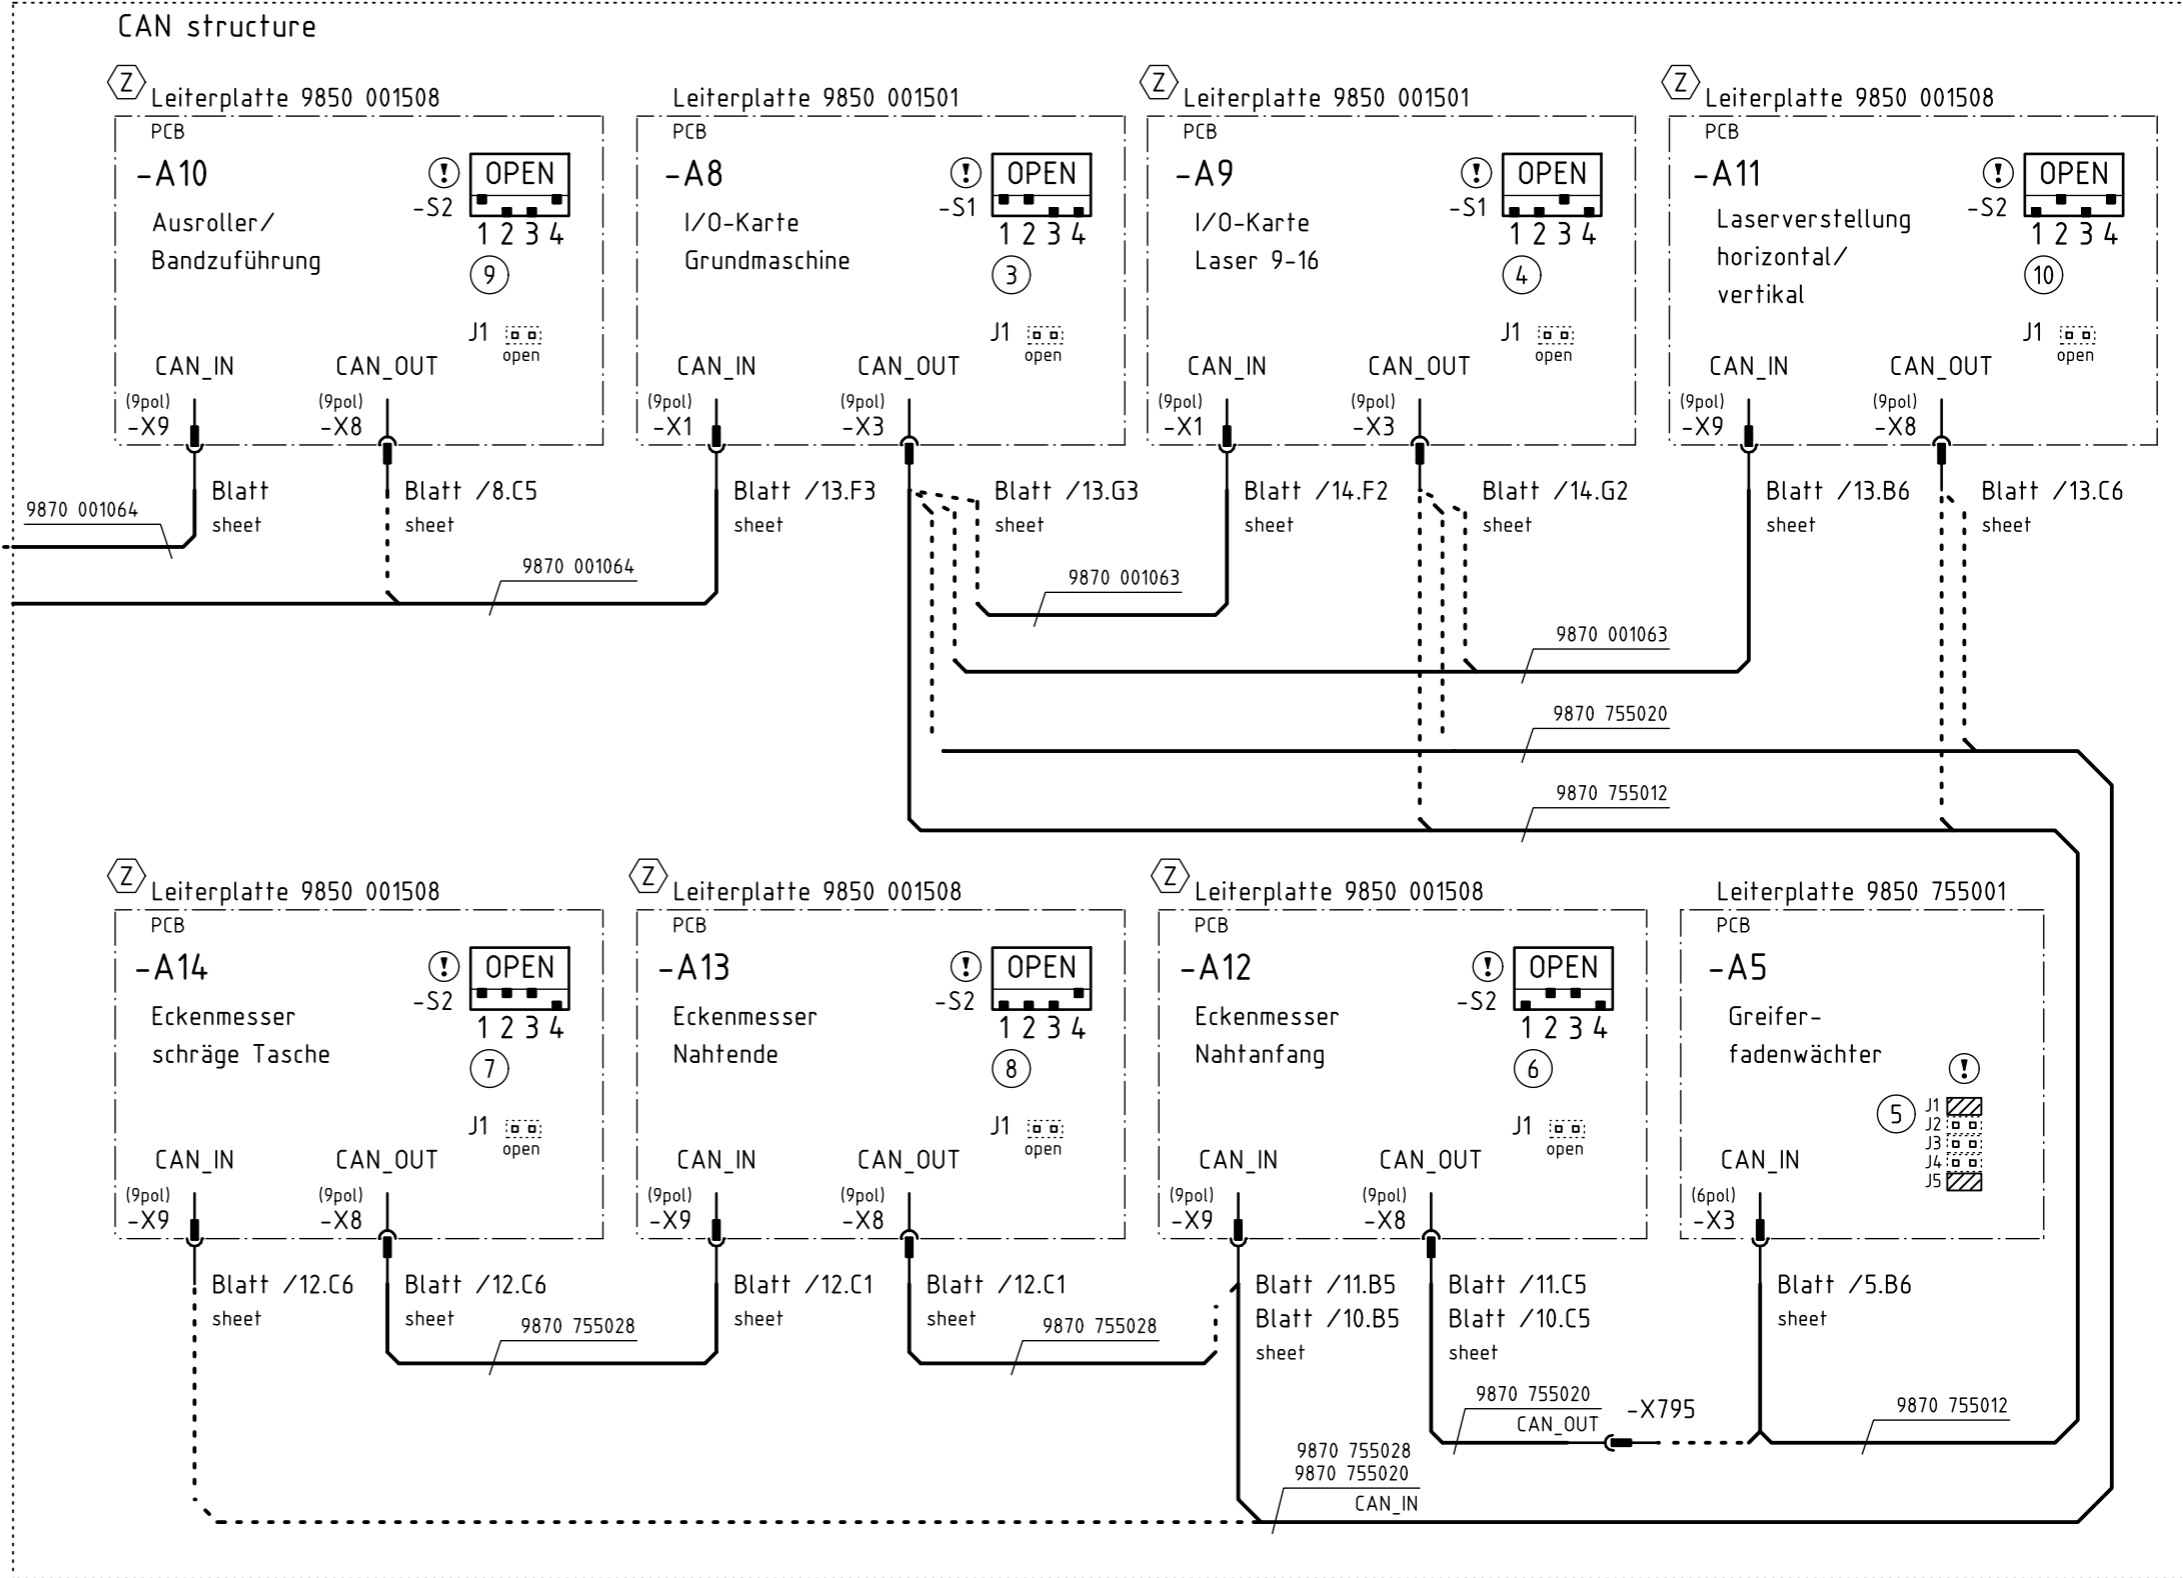 CAN structure
Z
Leiterplatte 9850 001508
PCB
-A10
Ausroller/
Bandzuführung
!
-S2
OPEN
1 2 3 4
9
J1
open
CAN_IN
(9pol)
-X9
CAN_OUT
(9pol)
-X8
Blatt
sheet
Blatt /8.C5
sheet
9870 001064
9870 001064
Leiterplatte 9850 001501
PCB
-A8
I/O-Karte
Grundmaschine
!
-S1
OPEN
1 2 3 4
3
J1
open
CAN_IN
(9pol)
-X1
CAN_OUT
(9pol)
-X3
Blatt /13.F3
sheet
Blatt /13.G3
sheet
9870 001063
Z
Leiterplatte 9850 001501
PCB
-A9
I/O-Karte
Laser 9-16
!
-S1
OPEN
1 2 3 4
4
J1
open
CAN_IN
(9pol)
-X1
CAN_OUT
(9pol)
-X3
Blatt /14.F2
sheet
Blatt /14.G2
sheet
Z
Leiterplatte 9850 001508
PCB
-A11
Laserverstellung
horizontal/
vertikal
!
-S2
OPEN
1 2 3 4
10
J1
open
CAN_IN
(9pol)
-X9
CAN_OUT
(9pol)
-X8
Blatt /13.B6
sheet
Blatt /13.C6
sheet
9870 001063
9870 755020
9870 755012
Z
Leiterplatte 9850 001508
PCB
-A14
Eckenmesser
schräge Tasche
!
-S2
OPEN
1 2 3 4
7
J1
open
CAN_IN
(9pol)
-X9
CAN_OUT
(9pol)
-X8
Blatt /12.C6
sheet
Blatt /12.C6
sheet
9870 755028
Z
Leiterplatte 9850 001508
PCB
-A13
Eckenmesser
Nahtende
!
-S2
OPEN
1 2 3 4
8
J1
open
CAN_IN
(9pol)
-X9
CAN_OUT
(9pol)
-X8
Blatt /12.C1
sheet
Blatt /12.C1
sheet
9870 755028
Z
Leiterplatte 9850 001508
PCB
-A12
Eckenmesser
Nahtanfang
!
-S2
OPEN
1 2 3 4
6
J1
open
CAN_IN
(9pol)
-X9
CAN_OUT
(9pol)
-X8
Blatt /11.B5
Blatt /10.B5
sheet
Blatt /11.C5
Blatt /10.C5
sheet
Leiterplatte 9850 755001
PCB
-A5
Greifer-
fadenwächter
!
5
J1
J2
J3
J4
J5
CAN_IN
(6pol)
-X3
Blatt /5.B6
sheet
9870 755020
CAN_OUT
-X795
9870 755012
9870 755028
9870 755020
CAN_IN